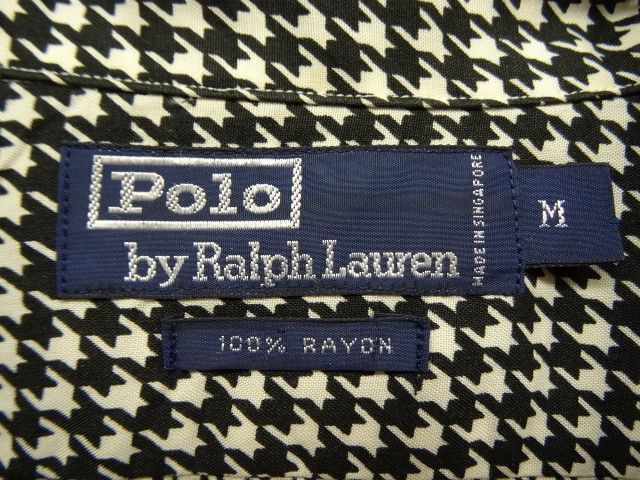 Polo
by Ralph Lauren
MADE IN SINGAPORE
M
100% RAYON